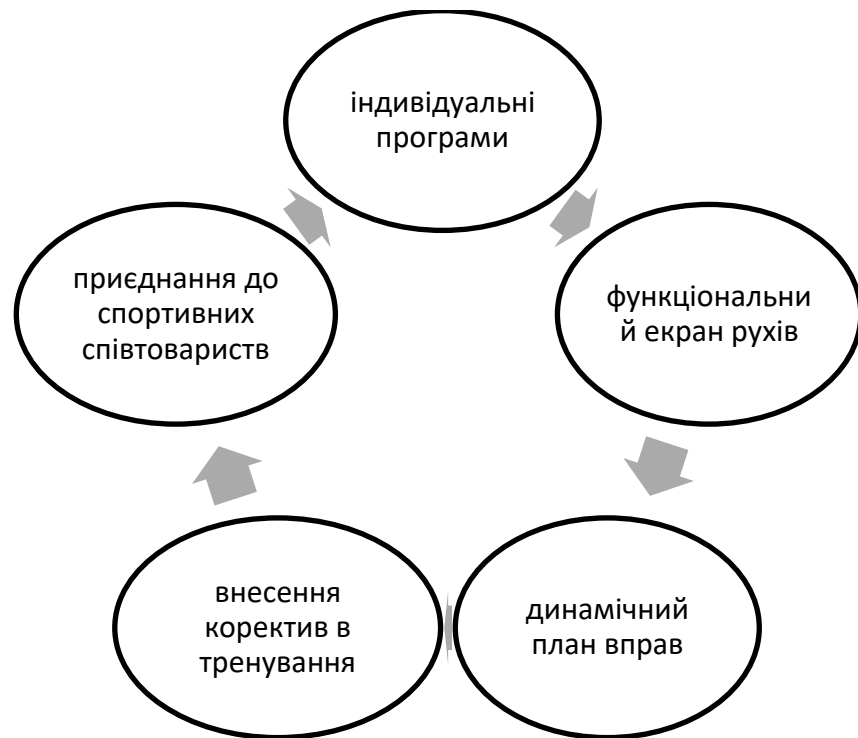 індивідуальні
програми
функціональни
й екран рухів
динамічний
план вправ
внесення
коректив в
тренування
приєднання до
спортивних
співтовариств